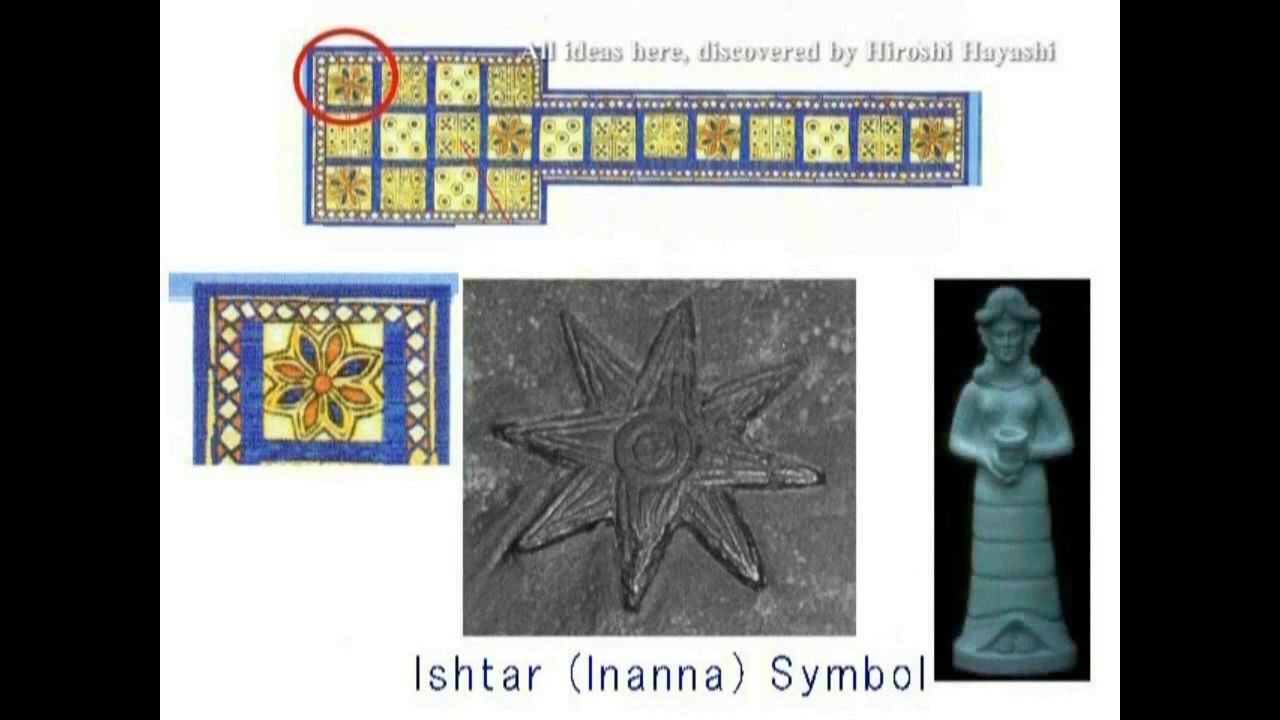 All ideas here, discovered by Hiroshi Hayashi
Ishtar (Inanna) Symbol